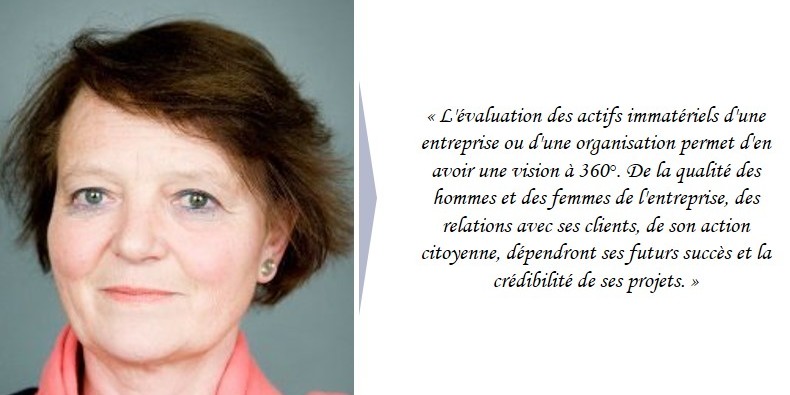 « L'évaluation des actifs immatériels d'une
entreprise ou d'une organisation permet d'en
avoir une vision à 360°. De la qualité des
hommes et des femmes de l'entreprise, des
relations avec ses clients, de son action
citoyenne, dépendront ses futurs succès et la
crédibilité de ses projets. »